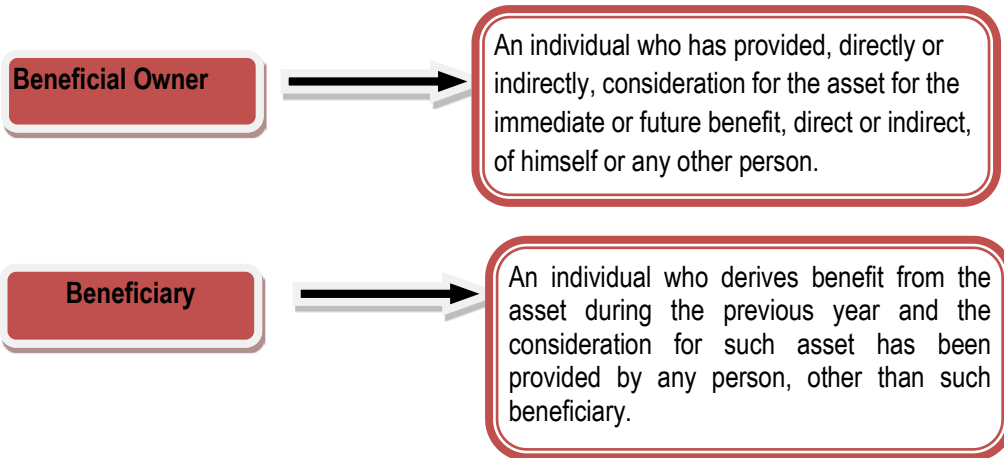 Beneficial Owner
An individual who has provided, directly or
indirectly, consideration for the asset for the
immediate or future benefit, direct or indirect,
of himself or any other person.
Beneficiary
An individual who derives benefit from the
asset during the previous year and the
consideration for such asset has been
provided by any person, other than such
beneficiary.